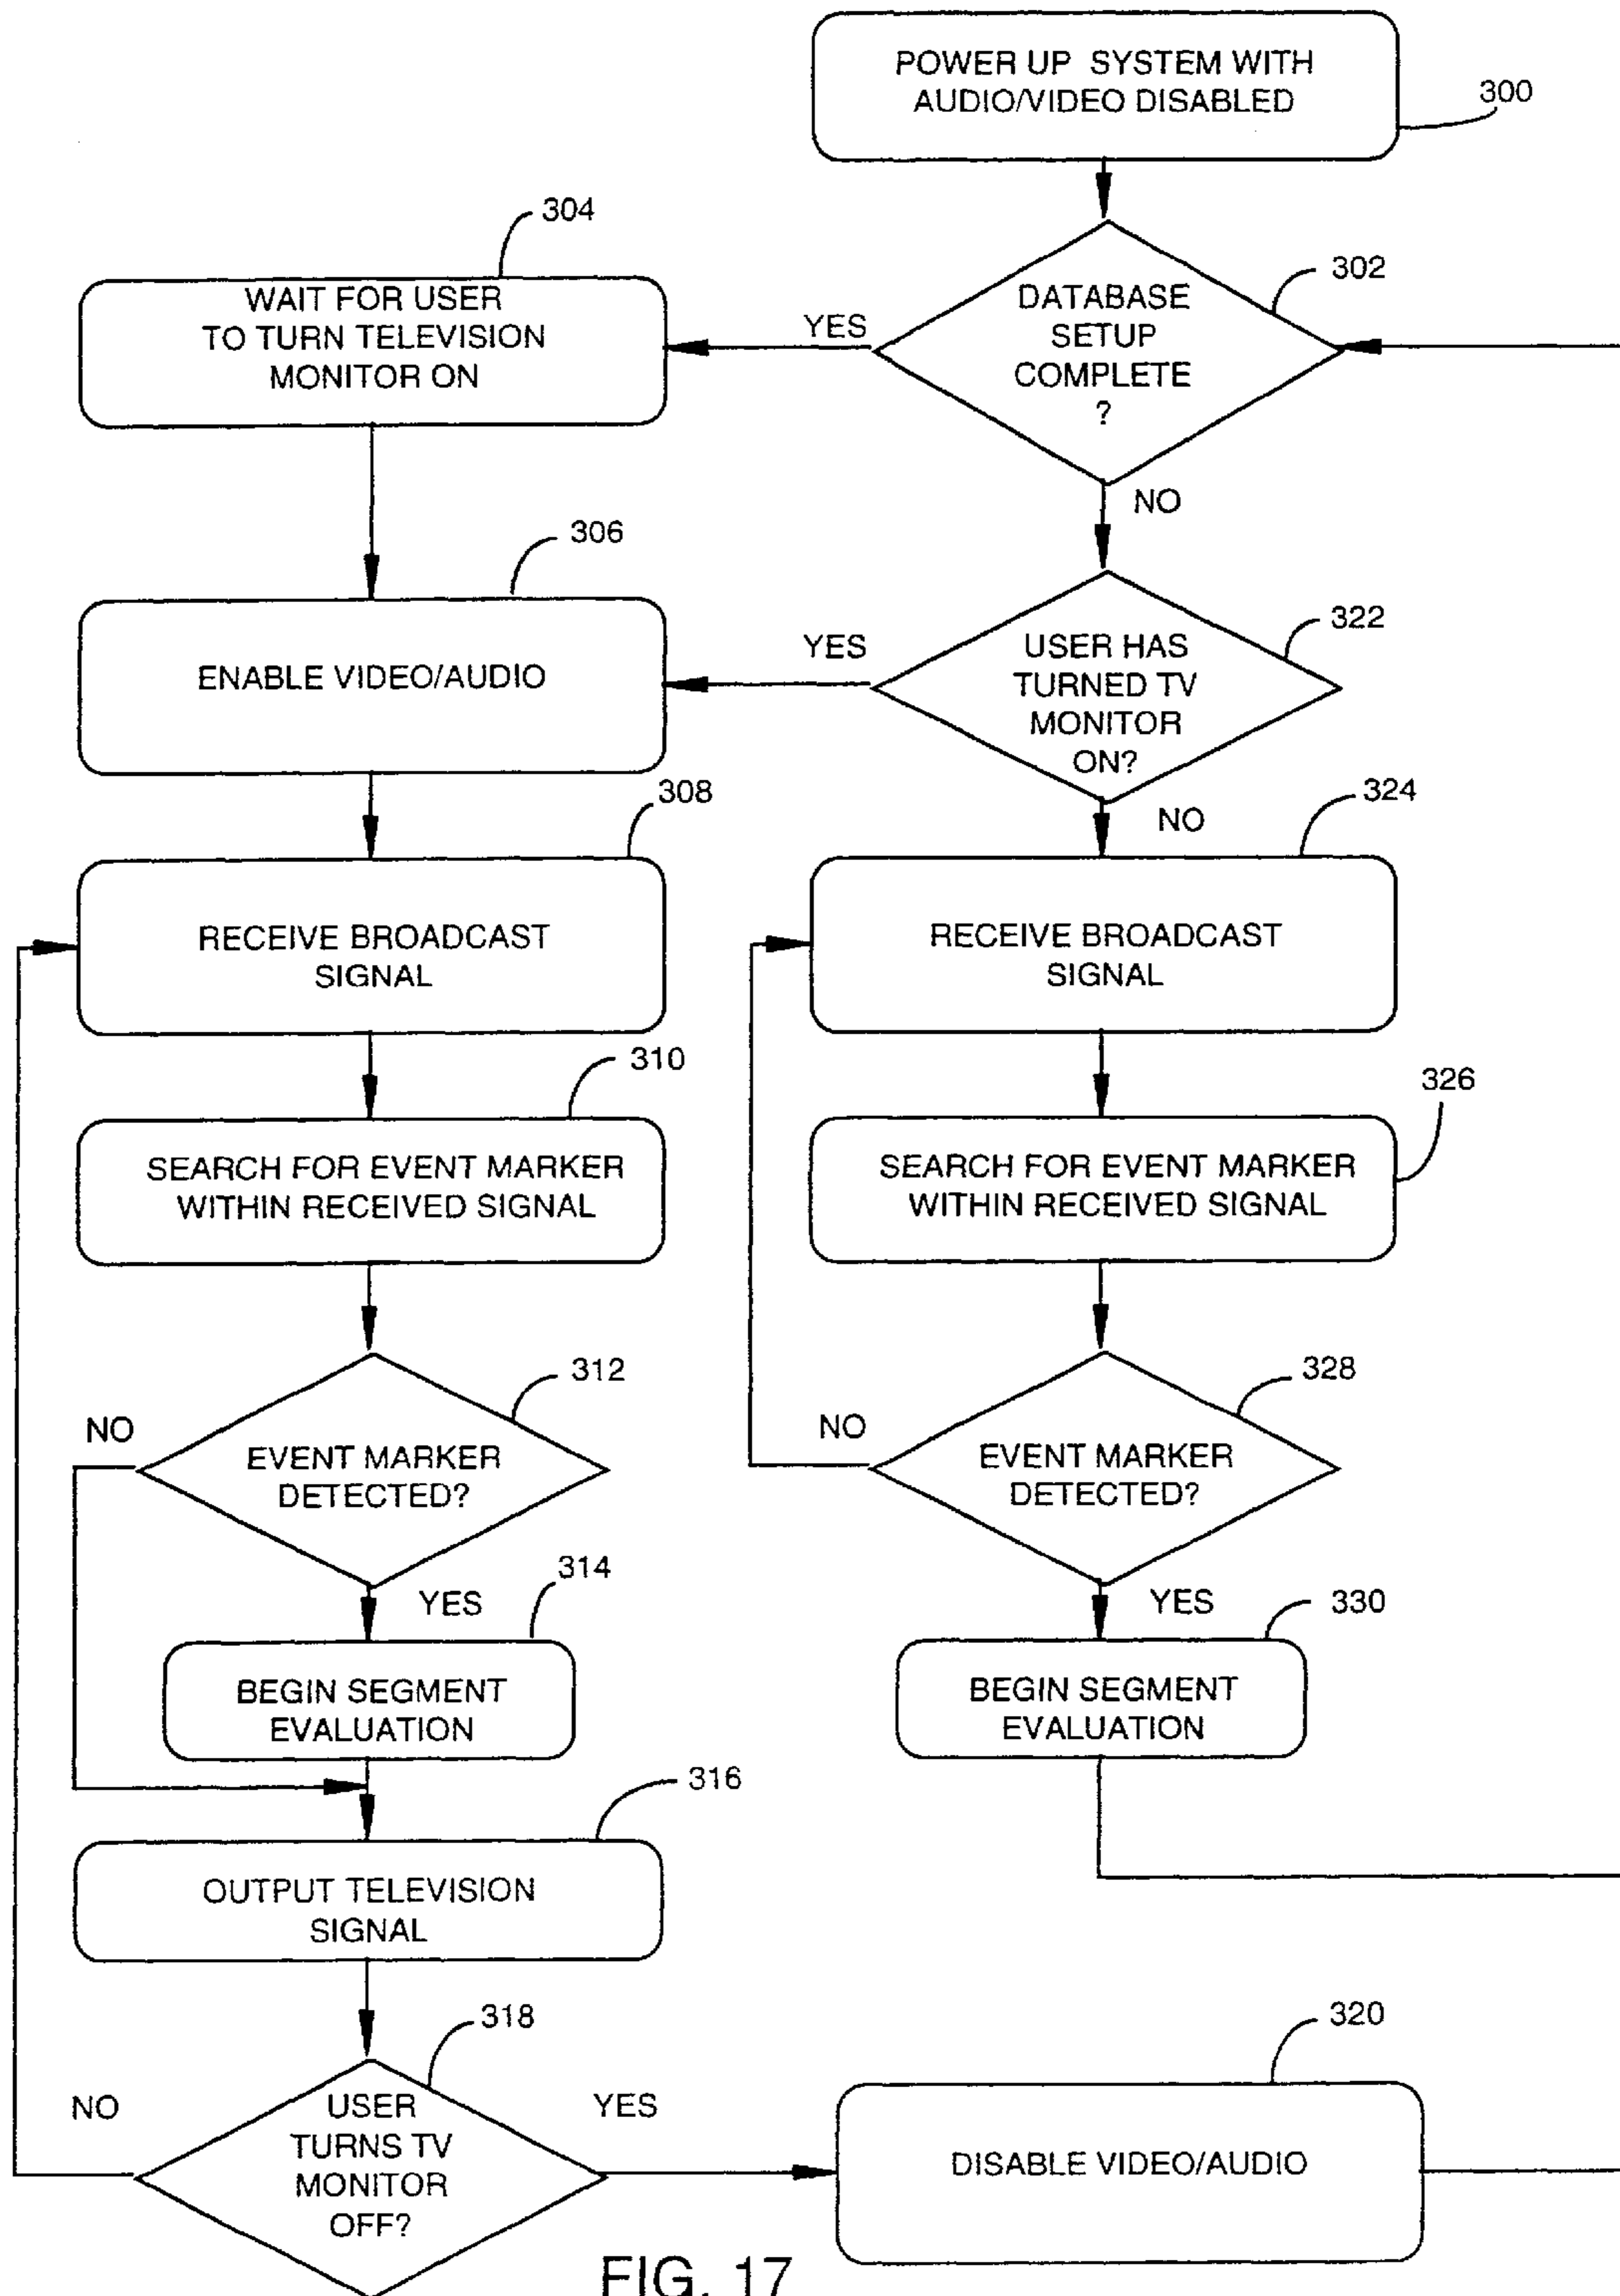 POWER UP SYSTEM WITH
AUDIO/VIDEO DISABLED
300
304
WAIT FOR USER
TO TURN TELEVISION
MONITOR ON
YES
302
DATABASE
SETUP
COMPLETE
?
NO
306
ENABLE VIDEO/AUDIO
YES
322
USER HAS
TURNED TV
MONITOR
ON?
NO
308
RECEIVE BROADCAST
SIGNAL
324
RECEIVE BROADCAST
SIGNAL
310
SEARCH FOR EVENT MARKER
WITHIN RECEIVED SIGNAL
326
SEARCH FOR EVENT MARKER
WITHIN RECEIVED SIGNAL
312
NO
EVENT MARKER
DETECTED?
YES
328
NO
EVENT MARKER
DETECTED?
YES
314
BEGIN SEGMENT
EVALUATION
330
BEGIN SEGMENT
EVALUATION
316
OUTPUT TELEVISION
SIGNAL
318
NO
USER
TURNS TV
MONITOR
OFF?
YES
320
DISABLE VIDEO/AUDIO
FIG. 17